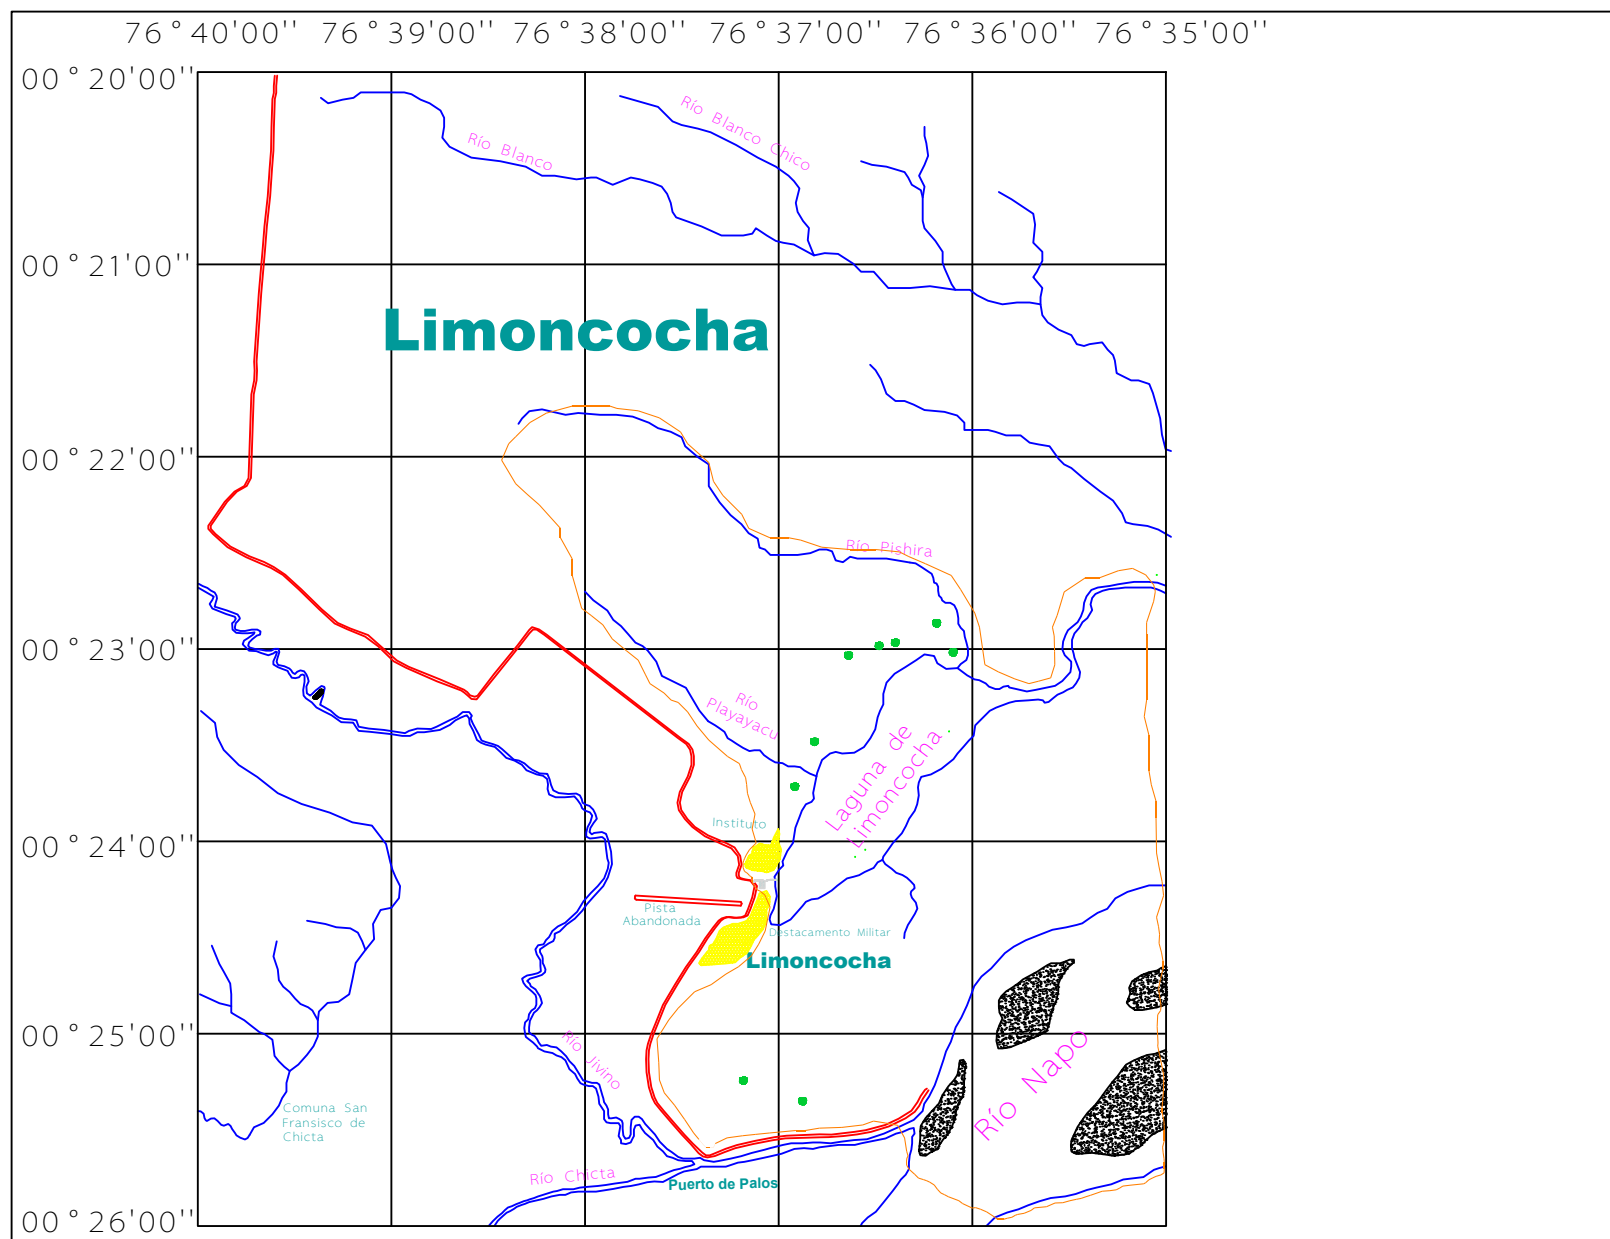 76°40'00'' 76°39'00'' 76°38'00'' 76°37'00'' 76°36'00'' 76°35'00''
00°20'00''
Río Blanco
Río Blanco Chico
00°21'00''
Limoncocha
00°22'00''
Río Pishira
00°23'00''
Río
Playayacu
Laguna de
Limoncocha
Instituto
00°24'00''
Pista
Abandonada
Destacamento Militar
Limoncocha
00°25'00''
Río Jivino
Río Napo
Comuna San
Fransisco de
Chicta
Río Chicta
Puerto de Palos
00°26'00''